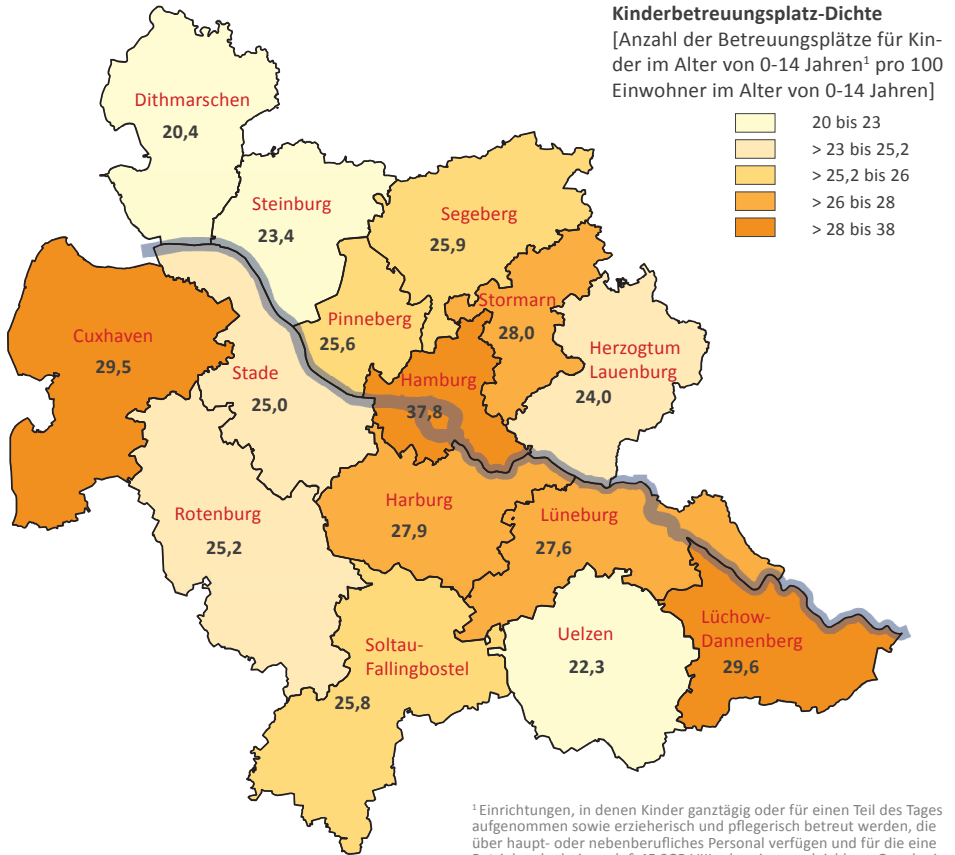 Kinderbetreuungsplatz-Dichte
[Anzahl der Betreuungsplätze für Kin-
der im Alter von 0-14 Jahren¹ pro 100
Einwohner im Alter von 0-14 Jahren]
20 bis 23
> 23 bis 25,2
> 25,2 bis 26
> 26 bis 28
> 28 bis 38
Dithmarschen
20,4
Steinburg
23,4
Segeberg
25,9
Stormarn
28,0
Pinneberg
25,6
Cuxhaven
29,5
Herzogtum
Lauenburg
24,0
Stade
25,0
Hamburg
37,8
Harburg
27,9
Lüneburg
27,6
Rotenburg
25,2
Lüchow-
Dannenberg
29,6
Uelzen
22,3
Soltau-
Fallingbostel
25,8
¹ Einrichtungen, in denen Kinder ganztägig oder für einen Teil des Tages
aufgenommen sowie erzieherisch und pflegerisch betreut werden, die
über haupt- oder nebenberufliches Personal verfügen und für die eine